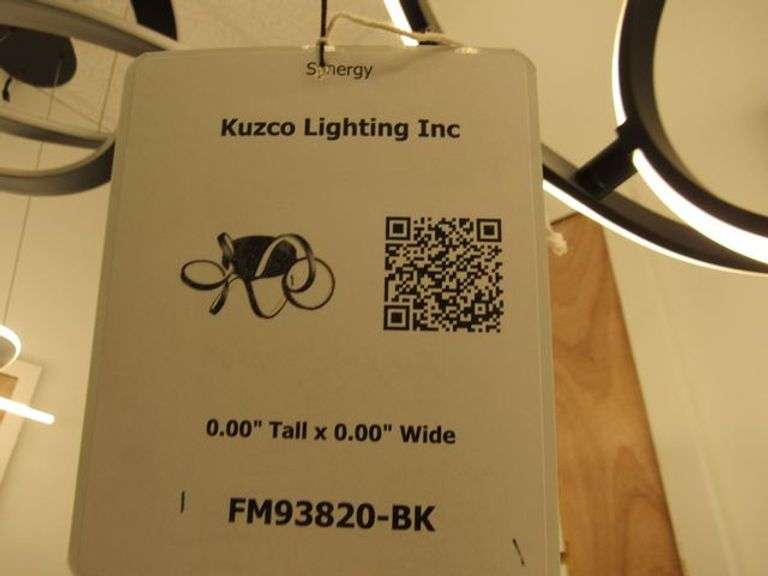 Synergy
Kuzco Lighting Inc
0.00" Tall x 0.00" Wide
FM93820-BK